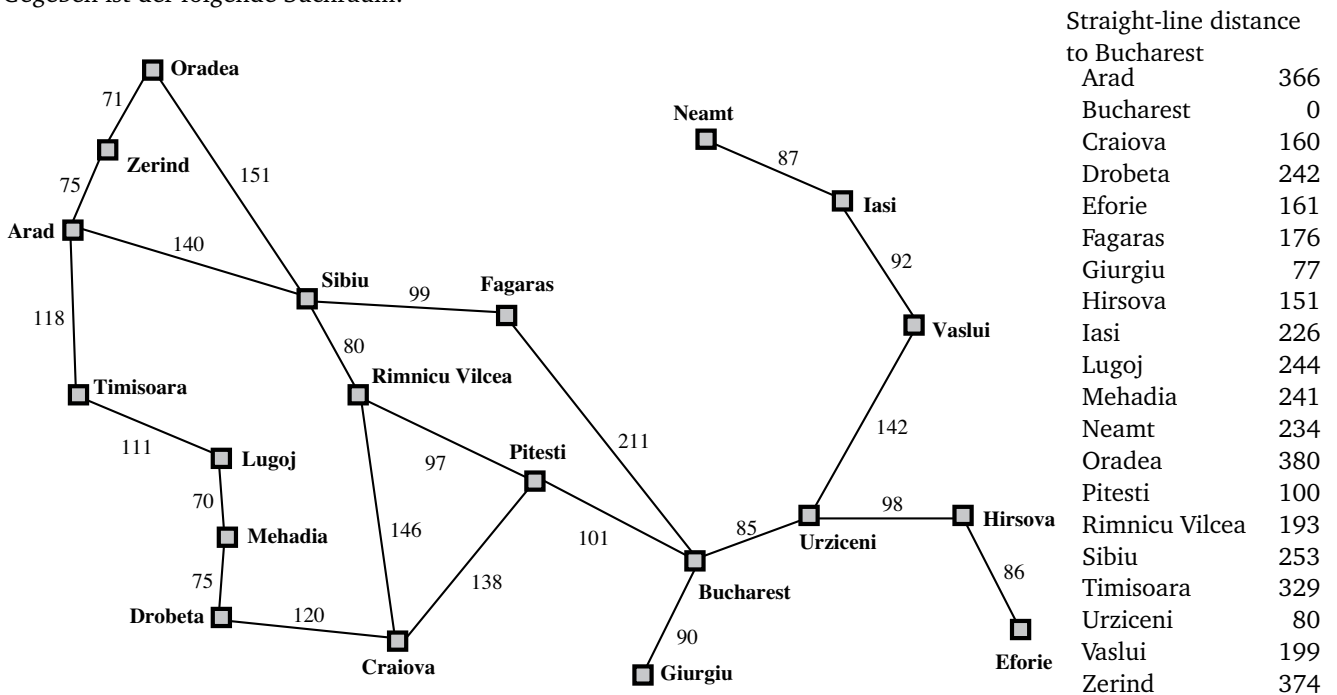 Gegeben ist der folgende Suchraum:
Straight-line distance
to Bucharest
Arad 366
Bucharest 0
Craiova 160
Drobeta 242
Eforie 161
Fagaras 176
Giurgiu 77
Hirsova 151
Iasi 226
Lugoj 244
Mehadia 241
Neamt 234
Oradea 380
Pitesti 100
Rimnicu Vilcea 193
Sibiu 253
Timisoara 329
Urziceni 80
Vaslui 199
Zerind 374
Oradea
71
Neamt
87
Zerind
151
75
Iasi
Arad
140
92
Sibiu
Fagaras
99
118
Vaslui
80
Timisoara
Rimnicu Vilcea
142
111
211
Lugoj
97
Pitesti
70
98
Hirsova
146
85
Mehadia
101
Urziceni
86
75
138
Bucharest
Drobeta
120
90
Craiova
Giurgiu
Eforie